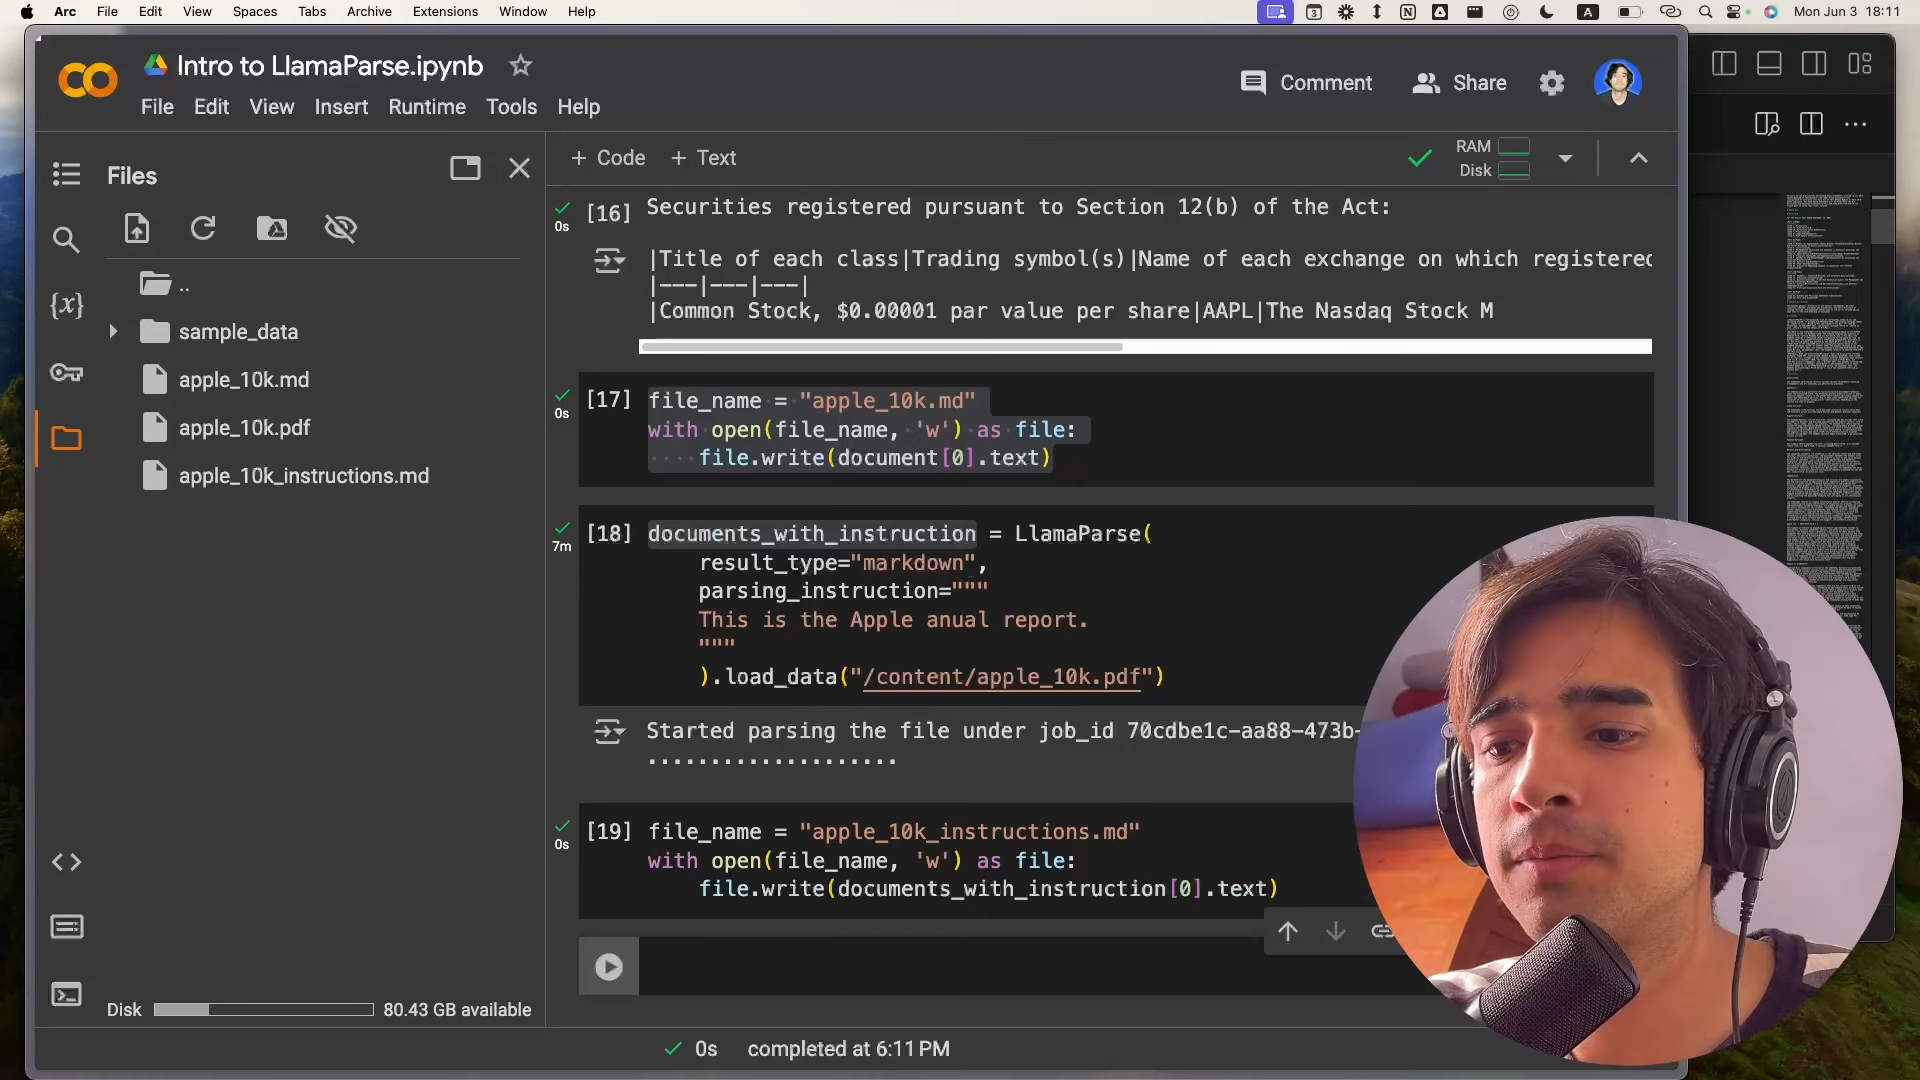 Arc File Edit View Spaces Tabs Archive Extensions Window Help
3 A Mon Jun 3 18:11
Intro to LlamaParse.ipynb
Comment Share
File Edit View Insert Runtime Tools Help
Files
+ Code + Text
RAM
Disk
..
sample_data
apple_10k.md
apple_10k.pdf
apple_10k_instructions.md
{x}
Disk 80.43 GB available
0s
[16] Securities registered pursuant to Section 12(b) of the Act:
|Title of each class|Trading symbol(s)|Name of each exchange on which registered
|---|---|---|
|Common Stock, $0.00001 par value per share|AAPL|The Nasdaq Stock M
0s
[17] file_name = "apple_10k.md"
with open(file_name, 'w') as file:
file.write(document[0].text)
7m
[18] documents_with_instruction = LlamaParse(
result_type="markdown",
parsing_instruction="""
This is the Apple anual report.
"""
).load_data("/content/apple_10k.pdf")
Started parsing the file under job_id 70cdbe1c-aa88-473b-
....................
0s
[19] file_name = "apple_10k_instructions.md"
with open(file_name, 'w') as file:
file.write(documents_with_instruction[0].text)
0s completed at 6:11 PM